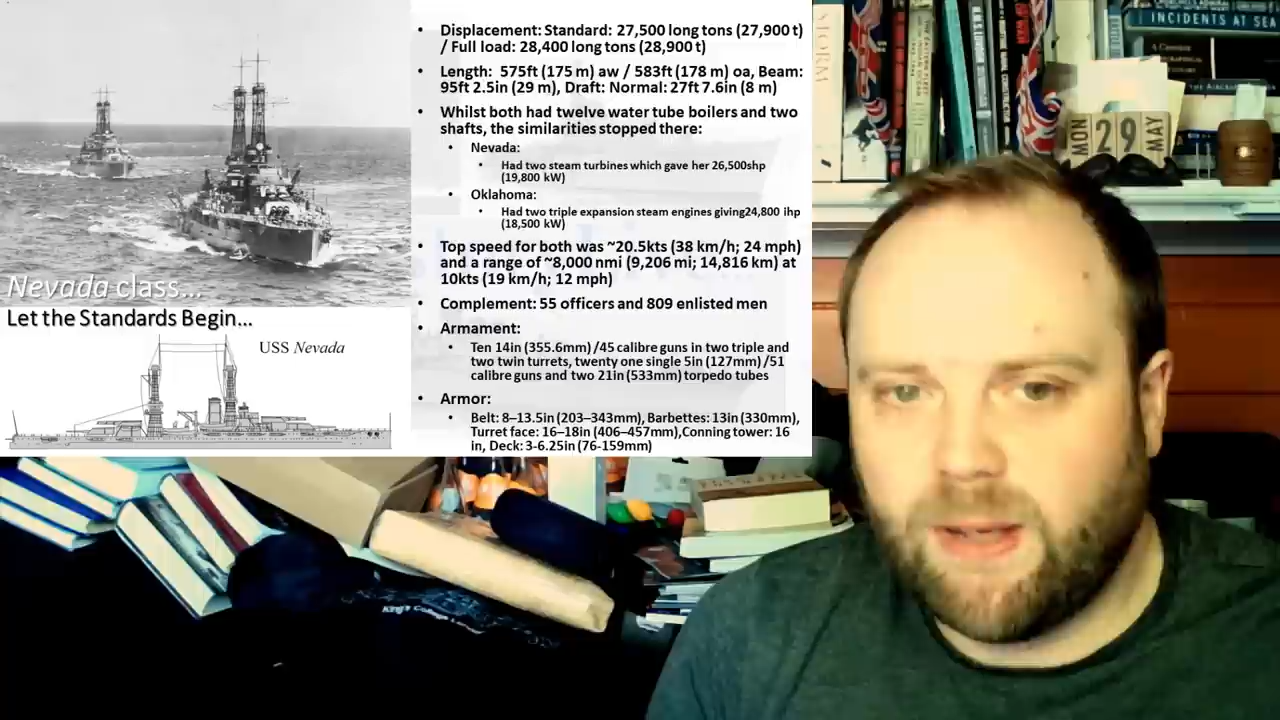 Nevada class...
Let the Standards Begin...
USS Nevada
• Displacement: Standard: 27,500 long tons (27,900 t)
/ Full load: 28,400 long tons (28,900 t)
• Length: 575ft (175 m) aw / 583ft (178 m) oa, Beam:
95ft 2.5in (29 m), Draft: Normal: 27ft 7.6in (8 m)
• Whilst both had twelve water tube boilers and two
shafts, the similarities stopped there:
• Nevada:
• Had two steam turbines which gave her 26,500shp
(19,800 kW)
• Oklahoma:
• Had two triple expansion steam engines giving24,800 ihp
(18,500 kW)
• Top speed for both was ~20.5kts (38 km/h; 24 mph)
and a range of ~8,000 nmi (9,206 mi; 14,816 km) at
10kts (19 km/h; 12 mph)
• Complement: 55 officers and 809 enlisted men
• Armament:
• Ten 14in (355.6mm) /45 calibre guns in two triple and
two twin turrets, twenty one single 5in (127mm) /51
calibre guns and two 21in (533mm) torpedo tubes
• Armor:
• Belt: 8–13.5in (203–343mm), Barbettes: 13in (330mm),
Turret face: 16–18in (406–457mm),Conning tower: 16
in, Deck: 3-6.25in (76-159mm)
STORM
INCIDENTS AT SEA
MON 29 MAY